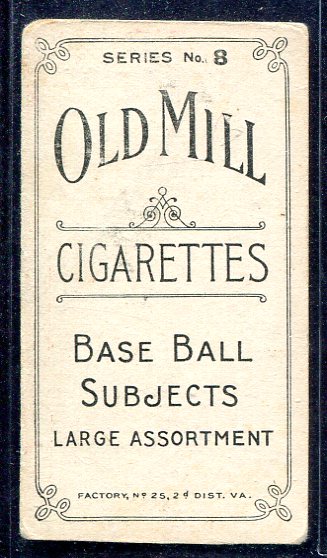 SERIES No. 8
OLD MILL
CIGARETTES
BASE BALL
SUBJECTS
LARGE ASSORTMENT
FACTORY, Nº 25, 2d DIST. VA.